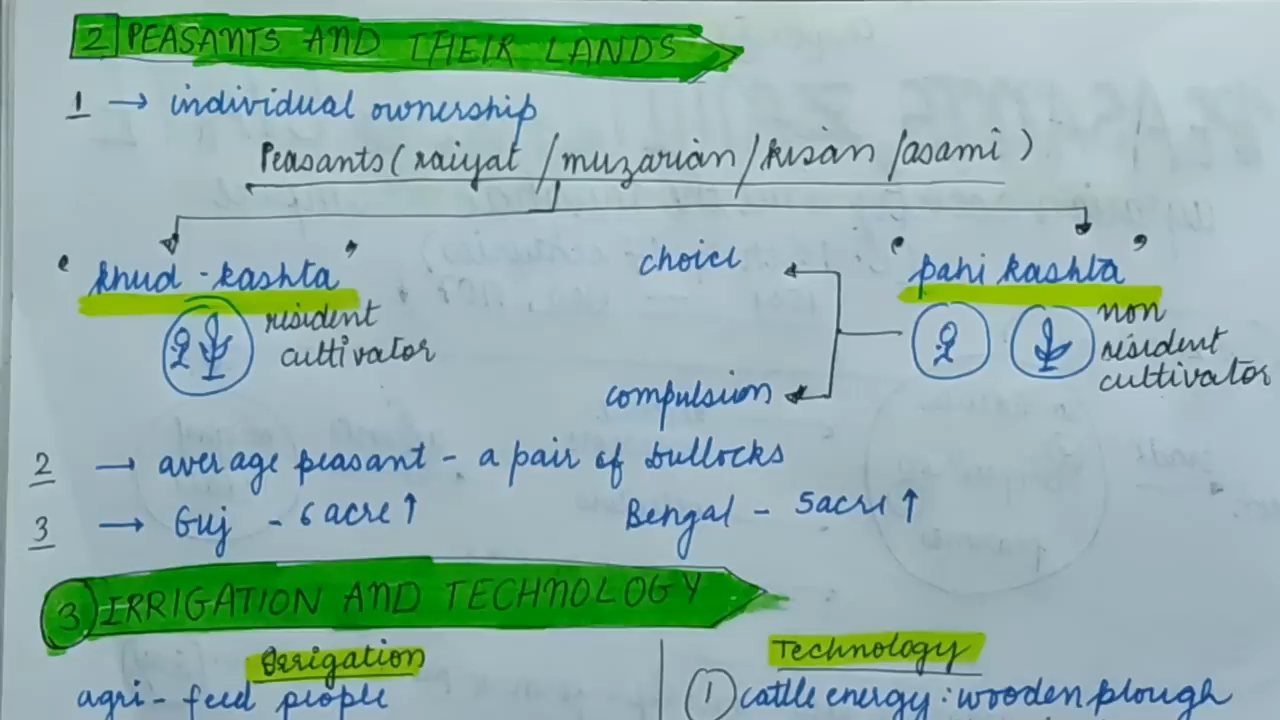 2 PEASANTS AND THEIR LANDS
1 → individual ownership
Peasants (raiyat / muzarian / kisan / asami)
"khud - kashta"
choice
"pahi kashta"
resident cultivator
non resident cultivator
compulsion
2 → average peasant - a pair of bullocks
3 → Guj - 6 acre ↑ Bengal - 5 acre ↑
3 IRRIGATION AND TECHNOLOGY
Irrigation
Technology
agri - feed people
1 cattle energy : wooden plough